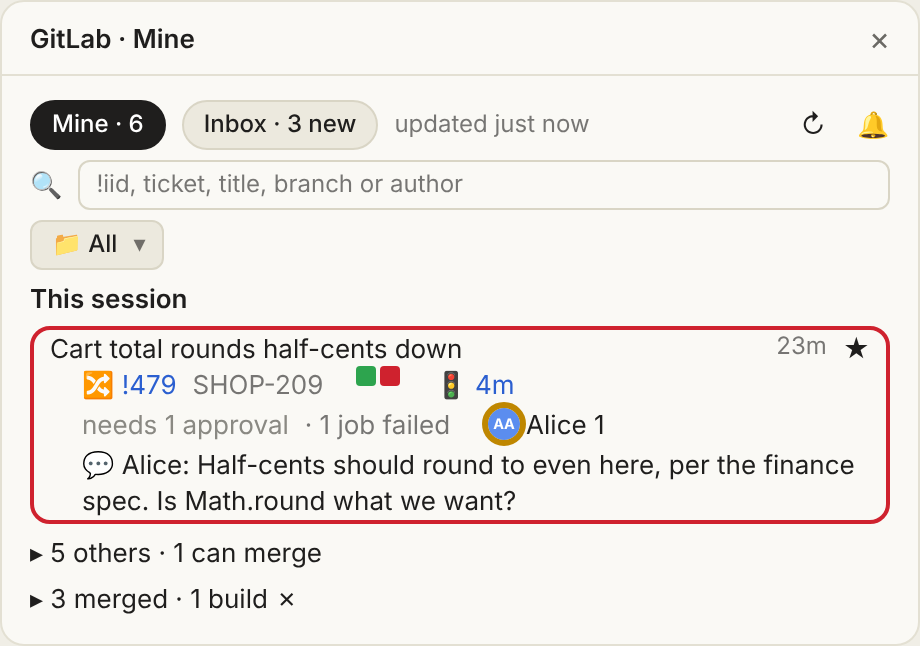 GitLab · Mine ×
Mine · 6 Inbox · 3 new updated just now
!iid, ticket, title, branch or author
All ▾
This session
Cart total rounds half-cents down 23m ★
!479 SHOP-209 4m
needs 1 approval · 1 job failed AA Alice 1
Alice: Half-cents should round to even here, per the finance
spec. Is Math.round what we want?
▸ 5 others · 1 can merge
▸ 3 merged · 1 build ×